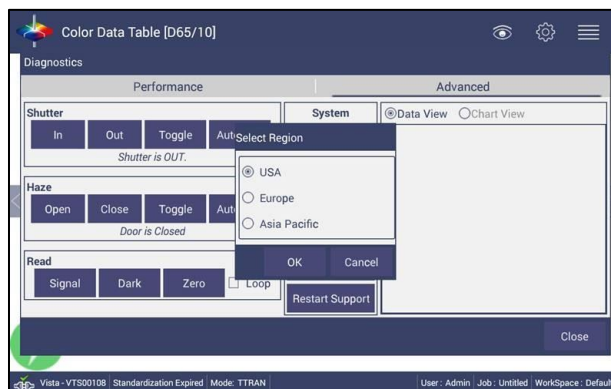 Color Data Table [D65/10]
Diagnostics
Performance
Advanced
Shutter
In Out Toggle
Shutter is OUT.
Haze
Open Close Toggle
Door is Closed
Read
Signal Dark Zero Loop
System
Restart Support
Data View Chart View
Select Region
USA
Europe
Asia Pacific
OK Cancel
Close
Vista - VTS00108 Standardization Expired Mode: TTRAN User: Admin Job: Untitled WorkSpace: